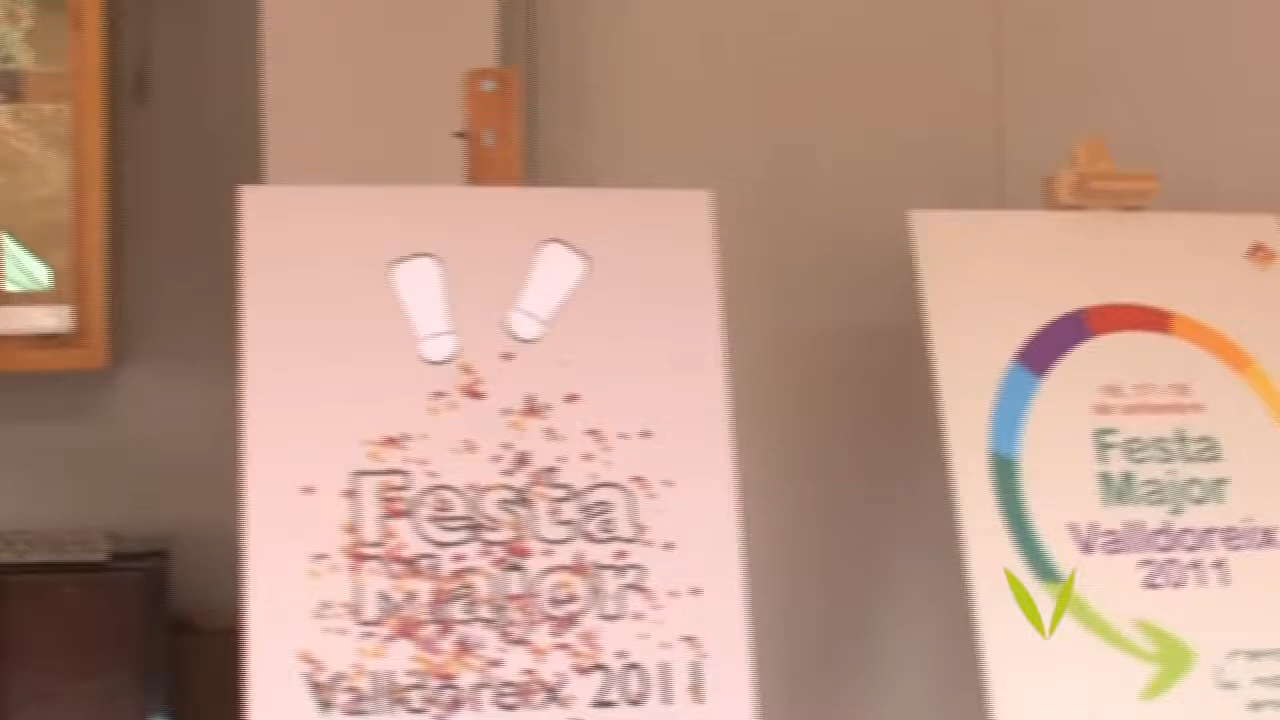 Festa
Major
Valldoreix 2011
Festa
Major
Valldoreix
2011